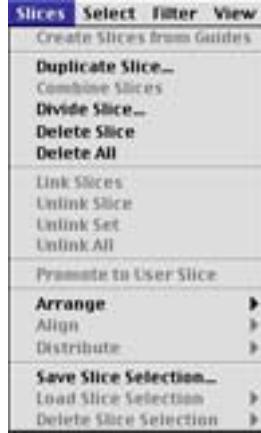 Slices Select Filter View
Create Slices from Guides
Duplicate Slice...
Combine Slices
Divide Slice...
Delete Slice
Delete All
Link Slices
Unlink Slice
Unlink Set
Unlink All
Promote to User Slice
Arrange
Align
Distribute
Save Slice Selection...
Load Slice Selection
Delete Slice Selection